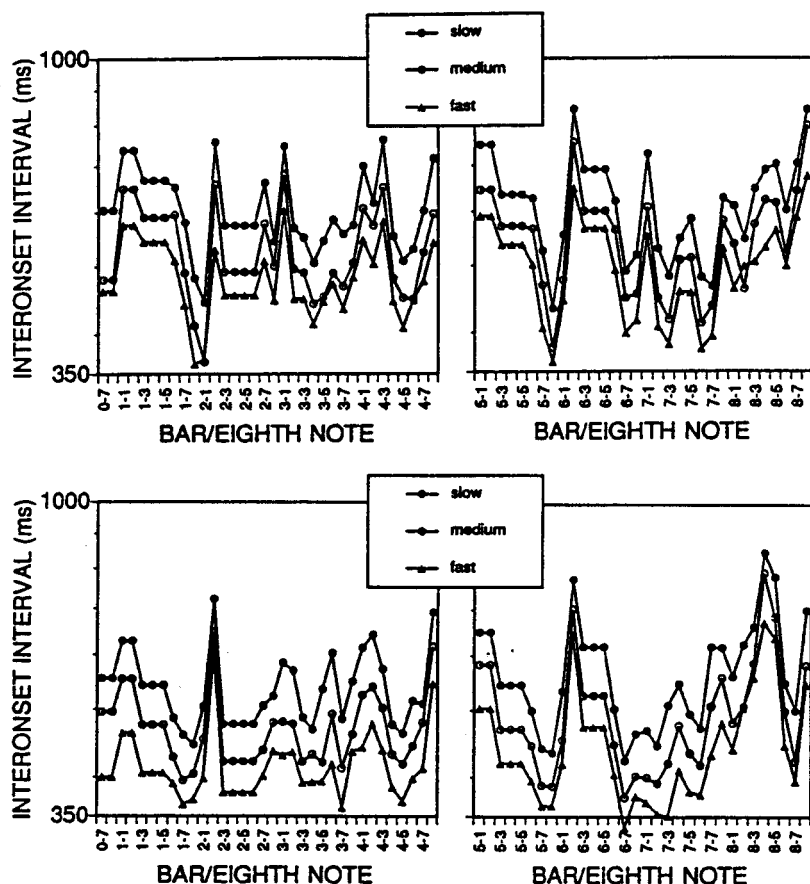 slow
medium
fast
1000
INTERONSET INTERVAL (ms)
350
0-7 1-1 1-3 1-5 1-7 2-1 2-3 2-5 2-7 3-1 3-3 3-5 3-7 4-1 4-3 4-5 4-7
5-1 5-3 5-5 5-7 6-1 6-3 6-5 6-7 7-1 7-3 7-5 7-7 8-1 8-3 8-5 8-7
BAR/EIGHTH NOTE
BAR/EIGHTH NOTE
slow
medium
fast
1000
INTERONSET INTERVAL (ms)
350
0-7 1-1 1-3 1-5 1-7 2-1 2-3 2-5 2-7 3-1 3-3 3-5 3-7 4-1 4-3 4-5 4-7
5-1 5-3 5-5 5-7 6-1 6-3 6-5 6-7 7-1 7-3 7-5 7-7 8-1 8-3 8-5 8-7
BAR/EIGHTH NOTE
BAR/EIGHTH NOTE